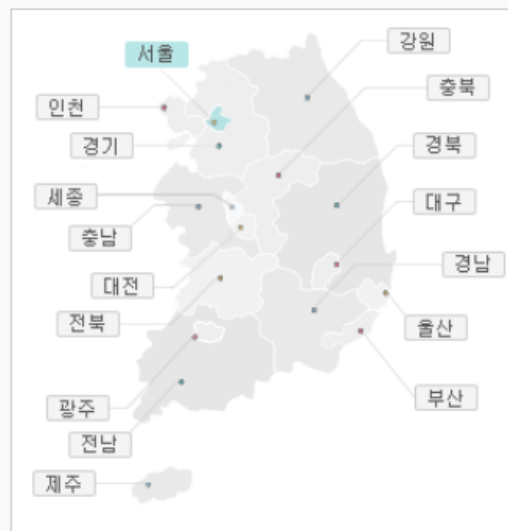 서울
강원
충북
인천
경기
경북
세종
대구
충남
경남
대전
전북
울산
부산
광주
전남
제주